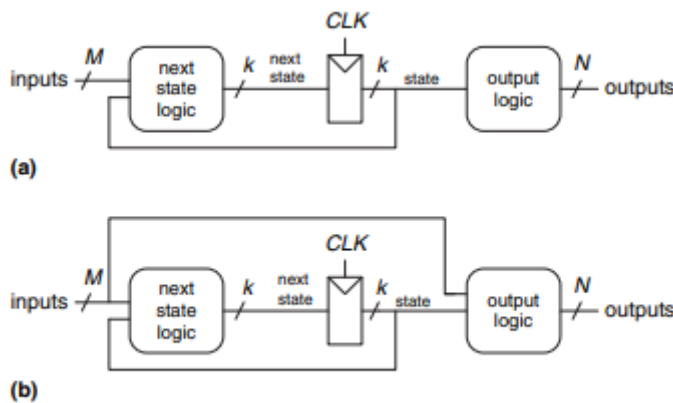 CLK
inputs M next state logic k next state k state output logic N outputs
(a)
CLK
inputs M next state logic k next state k state output logic N outputs
(b)